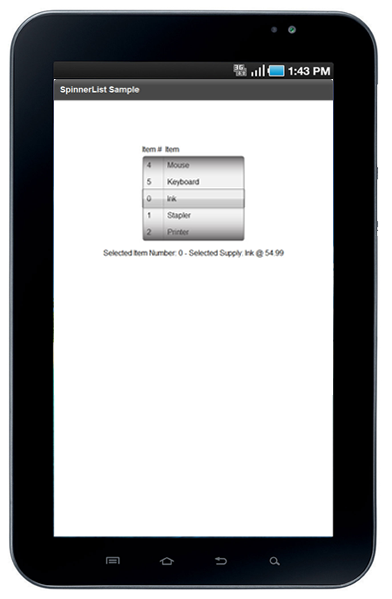 3G
1:43 PM
SpinnerList Sample
Item # Item
4 Mouse
5 Keyboard
0 Ink
1 Stapler
2 Printer
Selected Item Number: 0 - Selected Supply: Ink @ 54.99